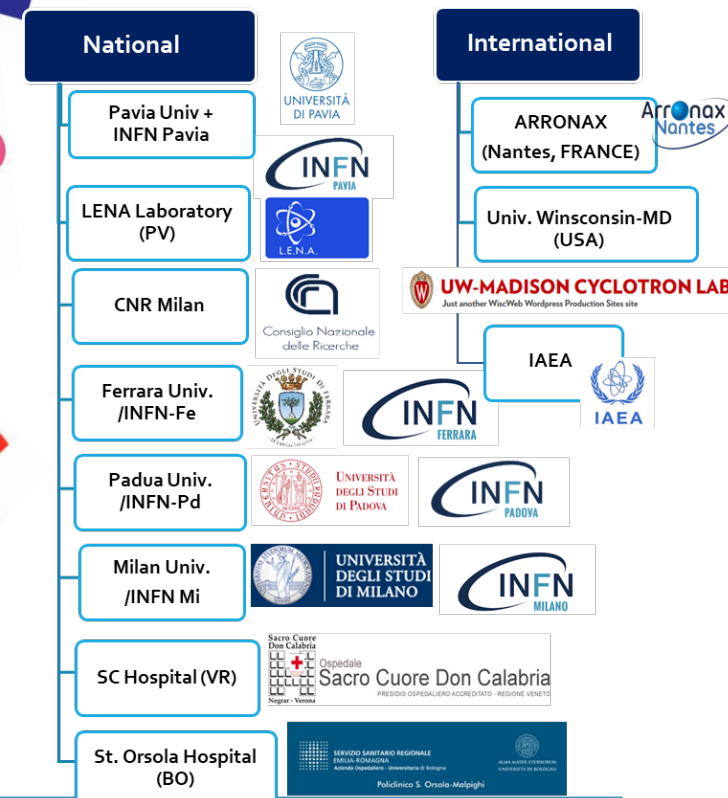 National
International
Pavia Univ +
INFN Pavia
UNIVERSITÀ
DI PAVIA
INFN
PAVIA
LENA Laboratory
(PV)
L.E.N.A.
CNR Milan
Consiglio Nazionale
delle Ricerche
Ferrara Univ.
/INFN-Fe
UNIVERSITÀ DEGLI STUDI DI FERRARA
INFN
FERRARA
Padua Univ.
/INFN-Pd
UNIVERSITÀ
DEGLI STUDI
DI PADOVA
INFN
PADOVA
Milan Univ.
/INFN Mi
UNIVERSITÀ
DEGLI STUDI
DI MILANO
INFN
MILANO
SC Hospital (VR)
Sacro Cuore
Don Calabria
Negrar - Verona
Ospedale
Sacro Cuore Don Calabria
PRESIDIO OSPEDALIERO ACCREDITATO - REGIONE VENETO
St. Orsola Hospital
(BO)
SERVIZIO SANITARIO REGIONALE
EMILIA-ROMAGNA
Azienda Ospedaliero - Universitaria di Bologna
ALMA MATER STUDIORUM
UNIVERSITÀ DI BOLOGNA
Policlinico S. Orsola-Malpighi
ARRONAX
(Nantes, FRANCE)
Arronax
Nantes
Univ. Winsconsin-MD
(USA)
UW-MADISON CYCLOTRON LAB
Just another WiscWeb Wordpress Production Sites site
IAEA
IAEA